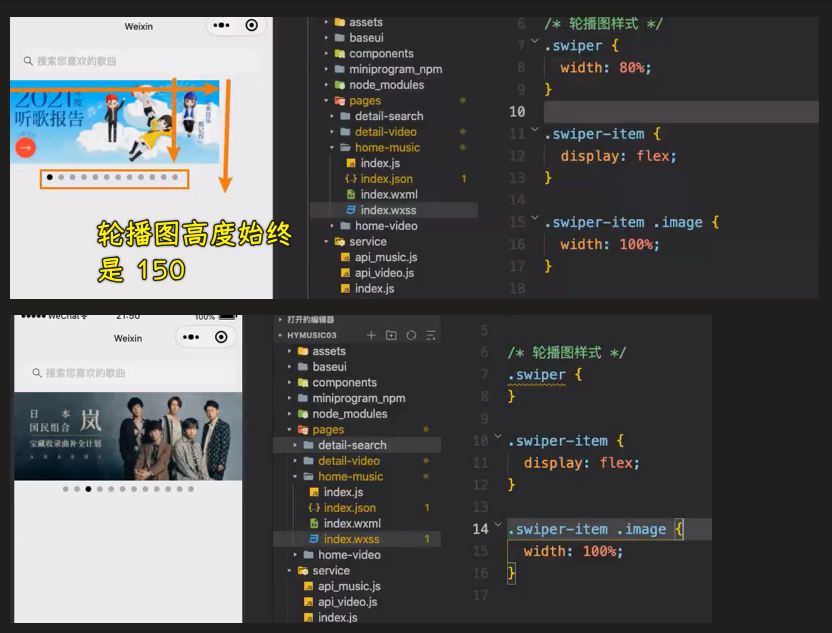 Weixin
搜索您喜欢的歌曲
2021年度
听歌报告
轮播图高度始终
是 150
assets
baseui
components
miniprogram_npm
node_modules
pages
detail-search
detail-video
home-music
index.js
index.json 1
index.wxml
index.wxss
home-video
service
api_music.js
api_video.js
index.js
6 /* 轮播图样式 */
7 .swiper {
8 width: 80%;
9 }
10
11 .swiper-item {
12 display: flex;
13 }
14
15 .swiper-item .image {
16 width: 100%;
17 }
18
WeChat 21:50 100%
Weixin
搜索您喜欢的歌曲
日 本
国民组合 岚
宝藏收录曲补全计划
ARASHI
打开的编辑器
HYMUSIC03
assets
baseui
components
miniprogram_npm
node_modules
pages
detail-search
detail-video
home-music
index.js
index.json 1
index.wxml
index.wxss 1
home-video
service
api_music.js
api_video.js
index.js
5
6 /* 轮播图样式 */
7 .swiper {
8 }
9
10 .swiper-item {
11 display: flex;
12 }
13
14 .swiper-item .image {
15 width: 100%;
16 }
17